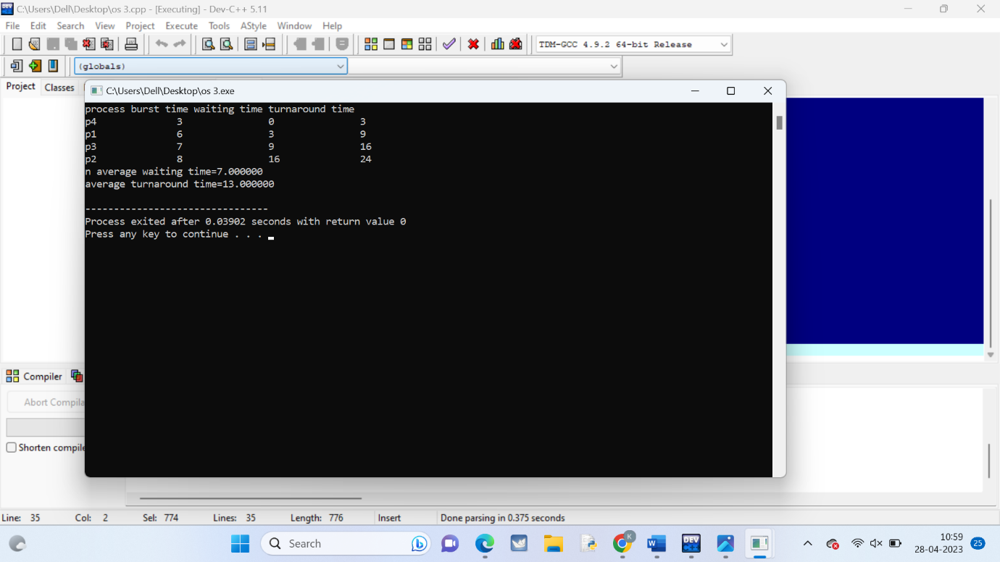 C:\Users\Dell\Desktop\os 3.cpp - [Executing] - Dev-C++ 5.11
File Edit Search View Project Execute Tools AStyle Window Help
TDM-GCC 4.9.2 64-bit Release
(globals)
Project Classes
C:\Users\Dell\Desktop\os 3.exe
process burst time waiting time turnaround time
p4 3 0 3
p1 6 3 9
p3 7 9 16
p2 8 16 24
n average waiting time=7.000000
average turnaround time=13.000000
--------------------------------
Process exited after 0.03902 seconds with return value 0
Press any key to continue . . .
Compiler
Abort Compila
Shorten compile
Line: 35 Col: 2 Sel: 774 Lines: 35 Length: 776 Insert Done parsing in 0.375 seconds
Search
K
DEV C++
10:59
28-04-2023
25